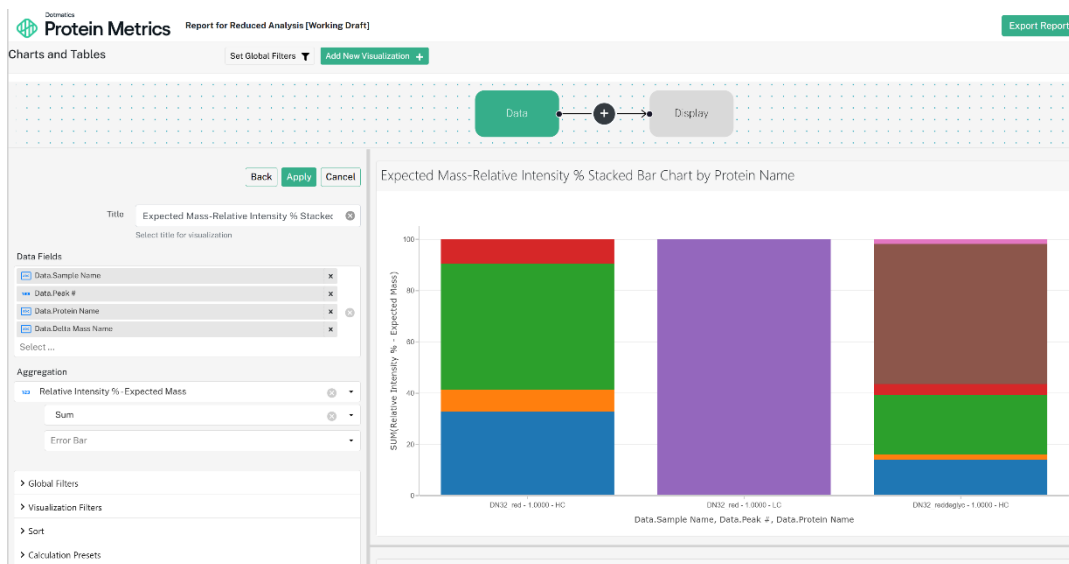 Dotmatics
Protein Metrics
Report for Reduced Analysis [Working Draft]
Export Report
Charts and Tables
Set Global Filters
Add New Visualization +
Data
+
Display
Back
Apply
Cancel
Title
Expected Mass-Relative Intensity % Stacke
Select title for visualization
Data Fields
Data.Sample Name
Data.Peak #
Data.Protein Name
Data.Delta Mass Name
Select ...
Aggregation
123 Relative Intensity % - Expected Mass
Sum
Error Bar
Global Filters
Visualization Filters
Sort
Calculation Presets
Expected Mass-Relative Intensity % Stacked Bar Chart by Protein Name
SUM(Relative Intensity % - Expected Mass)
100
80
60
40
20
0
DN32_red - 1.0000 - HC
DN32_red - 1.0000 - LC
DN32_reddeglyc - 1.0000 - HC
Data.Sample Name, Data.Peak #, Data.Protein Name